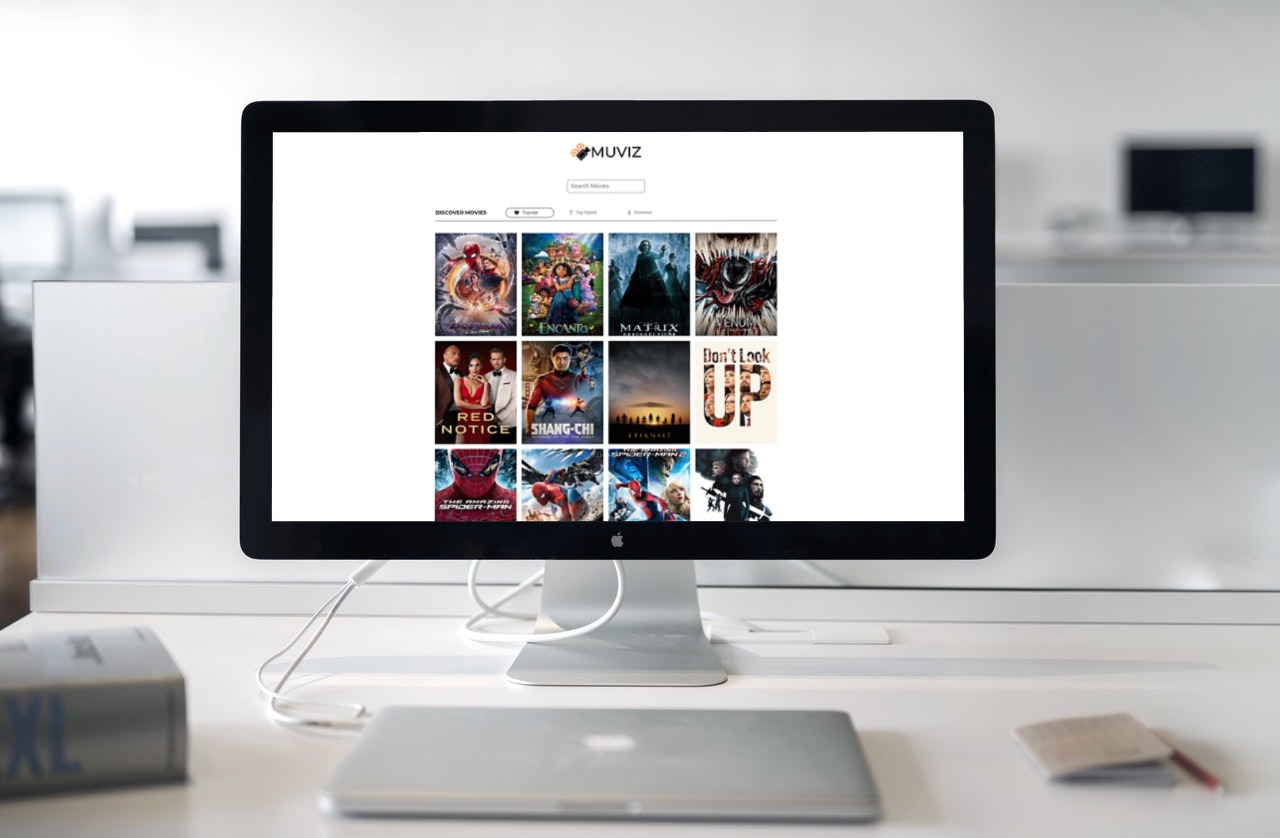 MUVIZ
Search Movies
DISCOVER MOVIES Popular Top Rated Revenue
ENCANTO
MATRIX
RESURRECTIONS
VENOM
RED
NOTICE
SHANG-CHI
ETERNALS
Don't Look
UP
THE AMAZING
SPIDER-MAN
THE AMAZING
SPIDER-MAN 2
XL